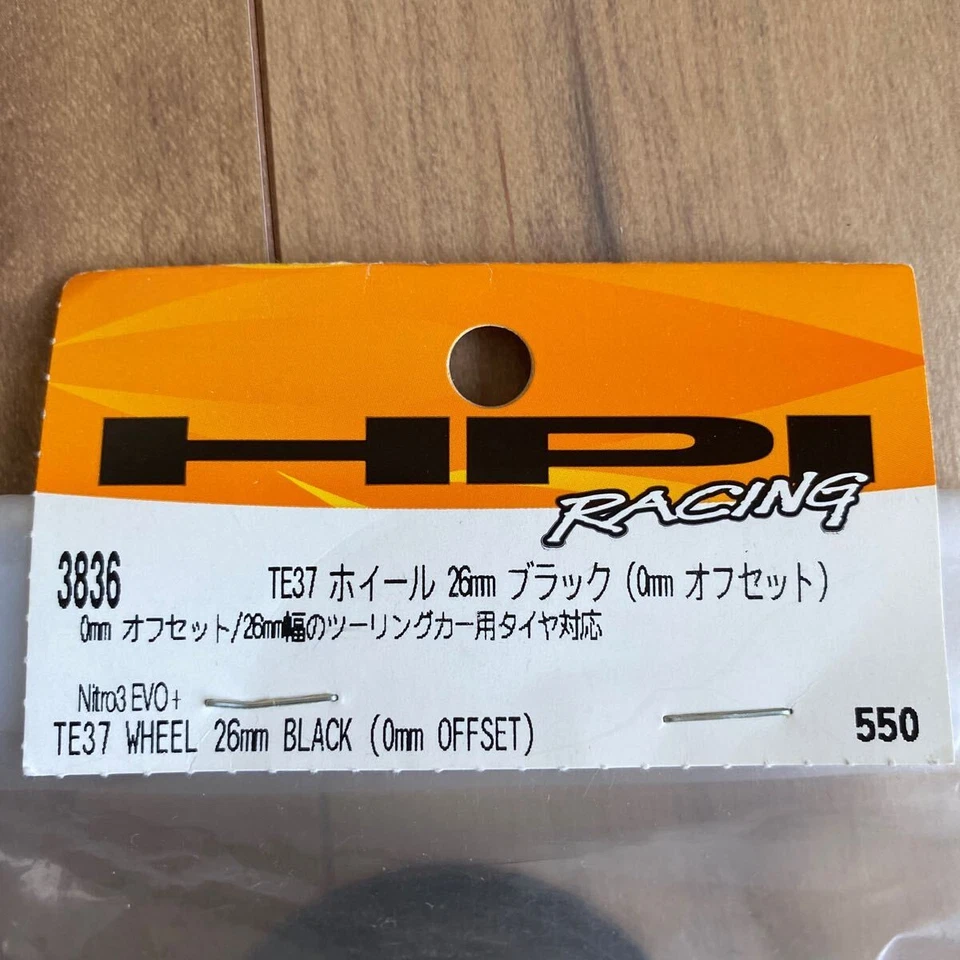 HPI
RACING
3836 TE37 ホイール 26mm ブラック (0mm オフセット)
0mm オフセット/26mm幅のツーリングカー用タイヤ対応
Nitro3 EVO+
TE37 WHEEL 26mm BLACK (0mm OFFSET) 550